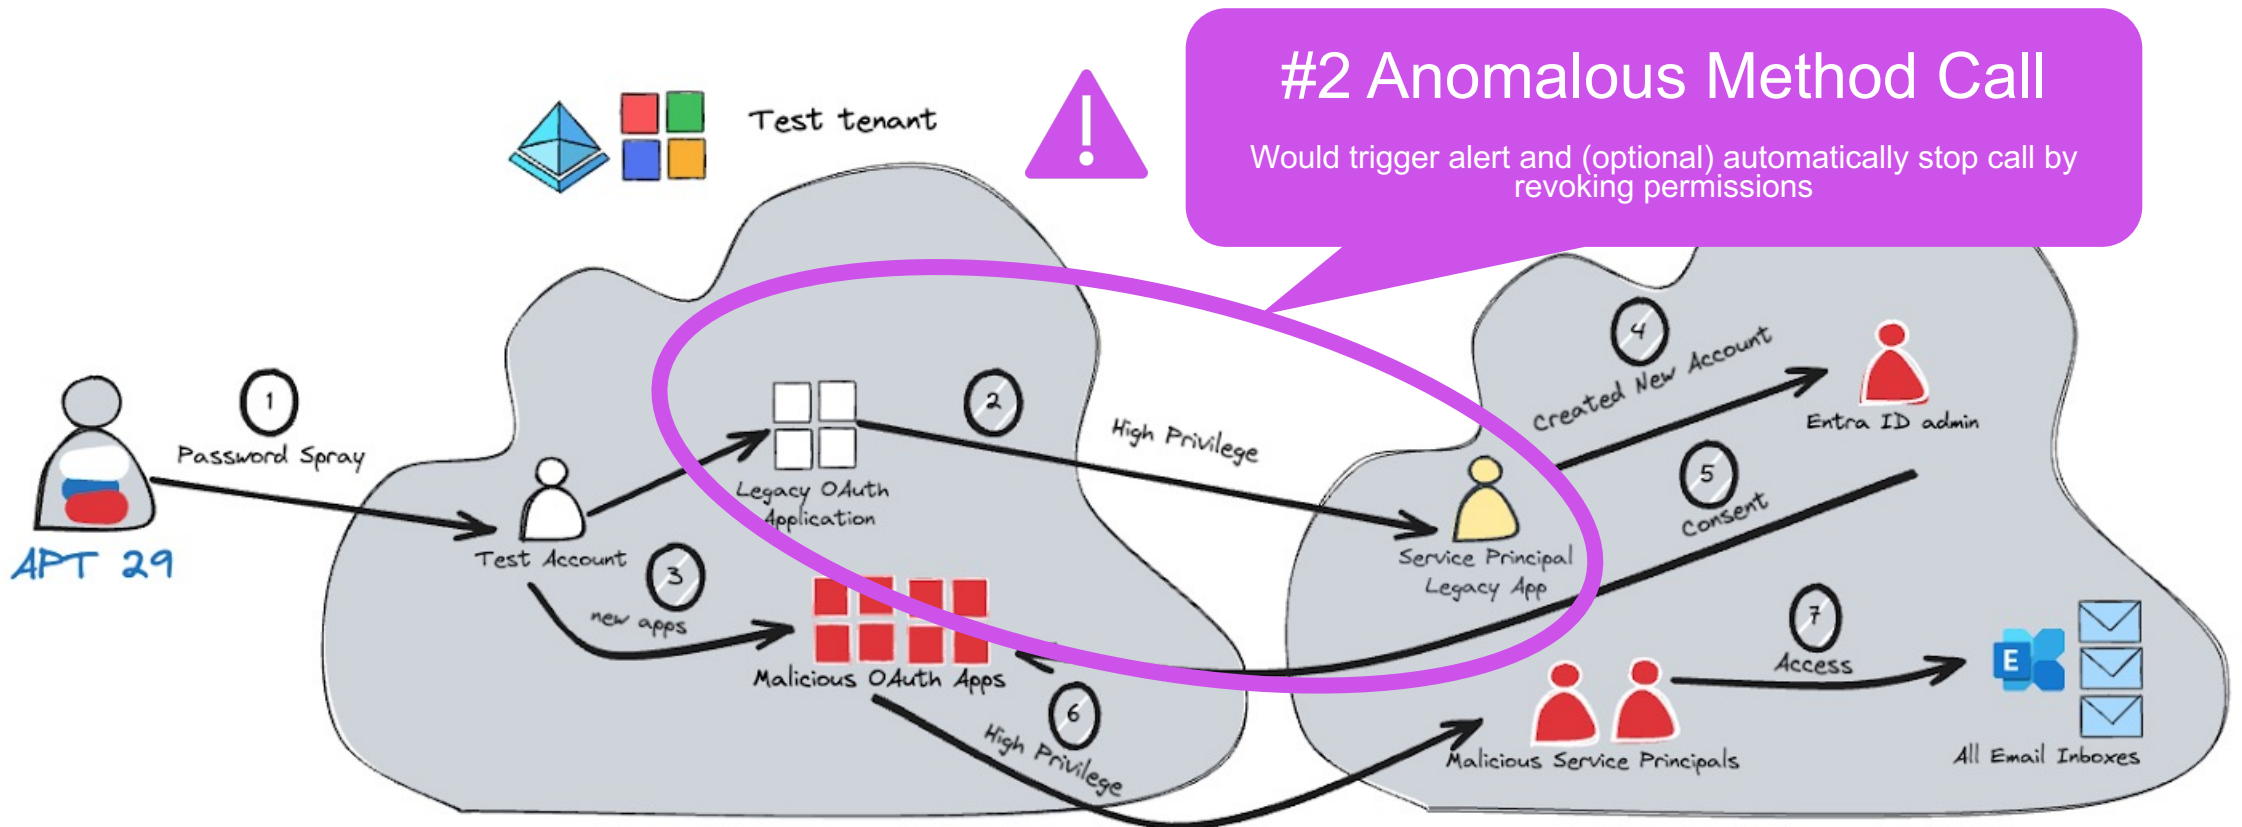 #2 Anomalous Method Call
Would trigger alert and (optional) automatically stop call by
revoking permissions
Test tenant
1
Password Spray
APT 29
Test Account
Legacy OAuth
Application
2
High Privilege
3
new apps
Malicious OAuth Apps
Service Principal
Legacy App
4
Created New Account
Entra ID admin
5
Consent
6
High Privilege
Malicious Service Principals
7
Access
E
All Email Inboxes